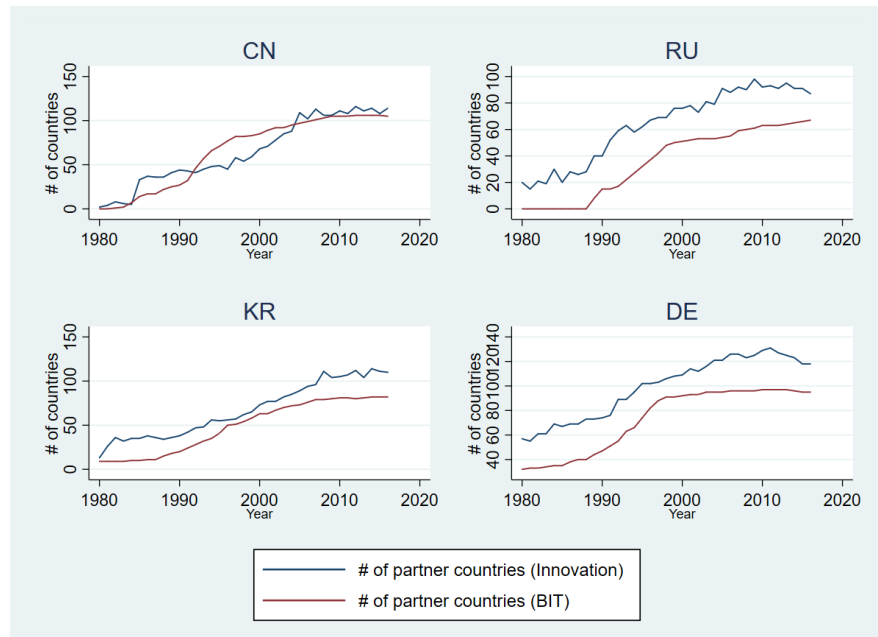 CN
# of countries
0
50
100
150
1980 1990 2000 2010 2020
Year
RU
# of countries
0
20
40
60
80
100
1980 1990 2000 2010 2020
Year
KR
# of countries
0
50
100
150
1980 1990 2000 2010 2020
Year
DE
# of countries
40
60
80
100
120
140
1980 1990 2000 2010 2020
Year
# of partner countries (Innovation)
# of partner countries (BIT)